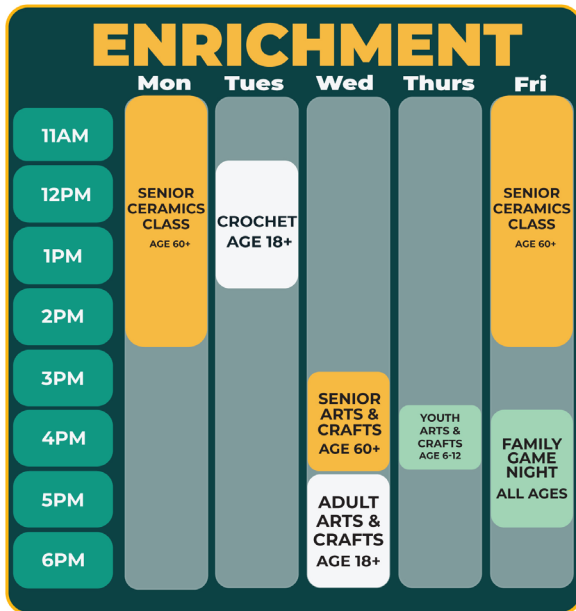 ENRICHMENT
Mon Tues Wed Thurs Fri
11AM
12PM
1PM
2PM
3PM
4PM
5PM
6PM
SENIOR
CERAMICS
CLASS
AGE 60+
CROCHET
AGE 18+
SENIOR
ARTS &
CRAFTS
AGE 60+
ADULT
ARTS &
CRAFTS
AGE 18+
YOUTH
ARTS &
CRAFTS
AGE 6-12
SENIOR
CERAMICS
CLASS
AGE 60+
FAMILY
GAME
NIGHT
ALL AGES